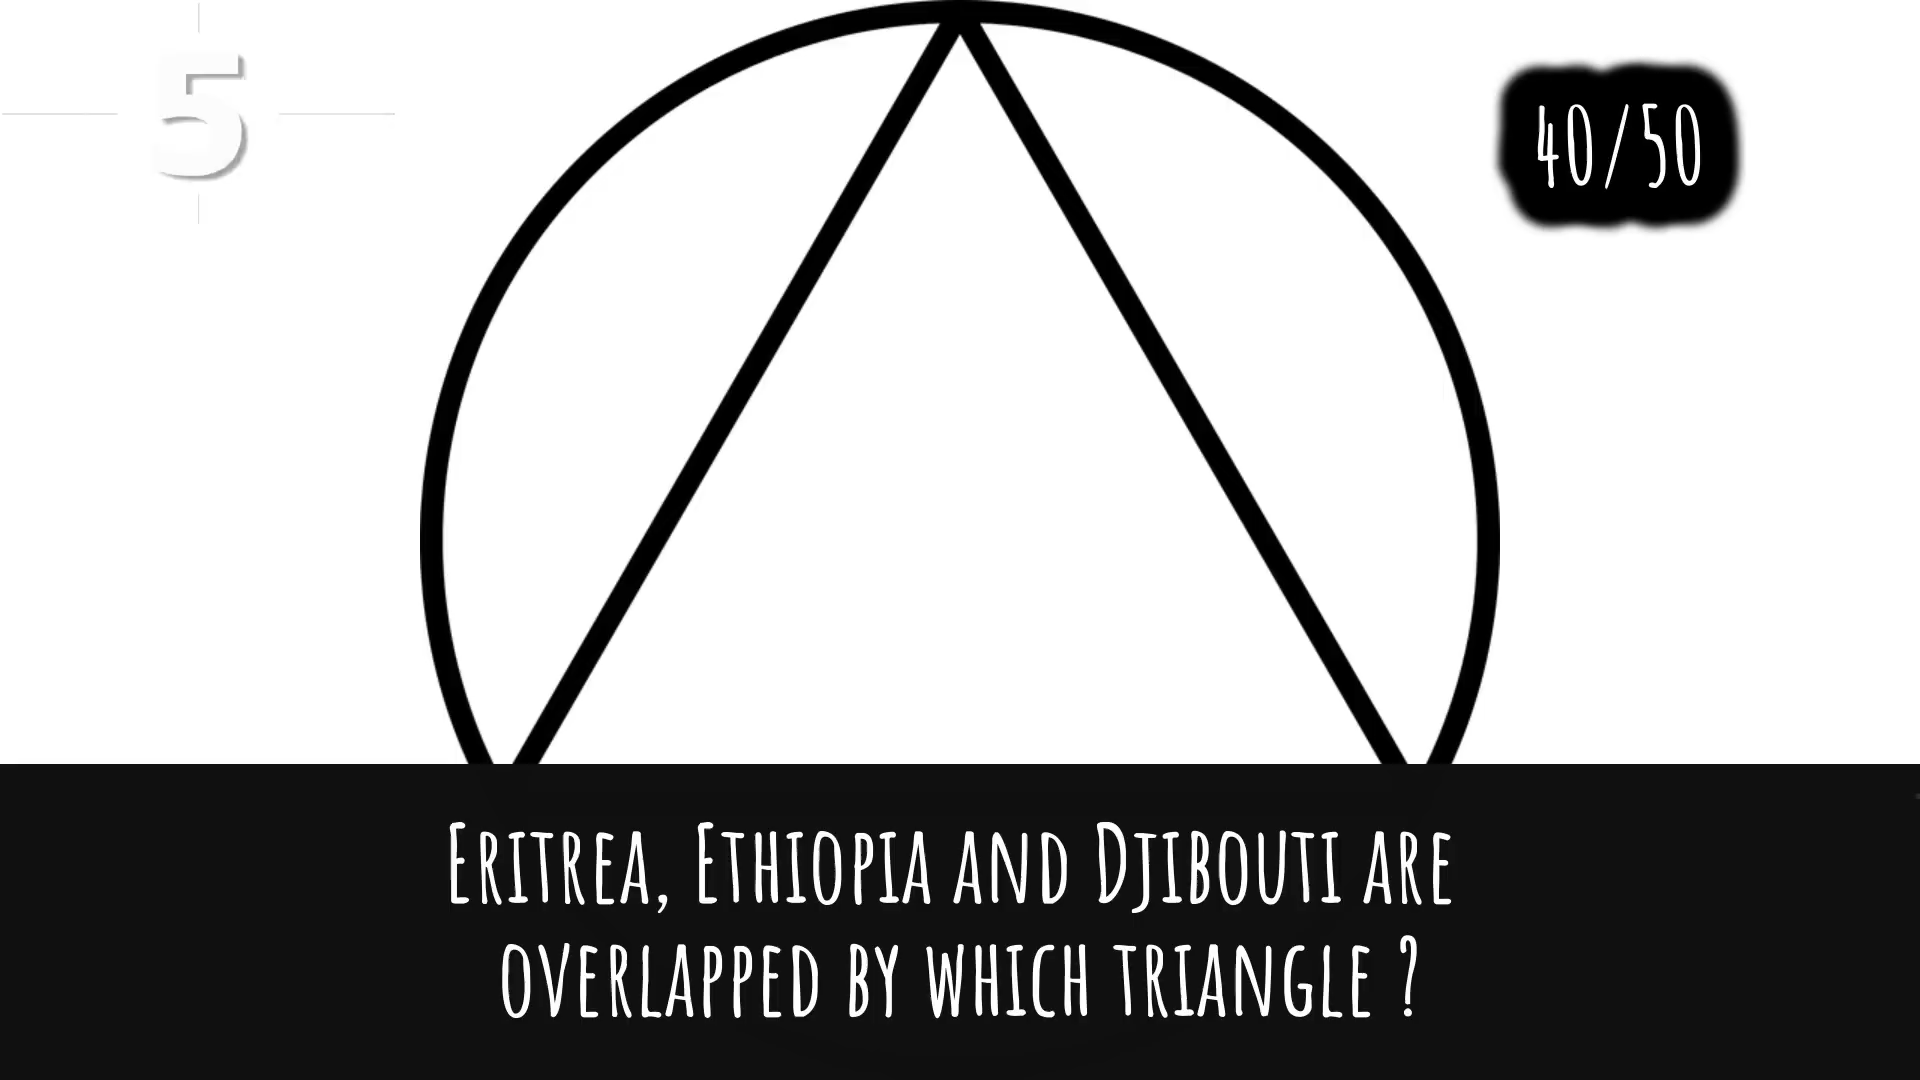 5
40/50
Eritrea, Ethiopia and Djibouti are
overlapped by which triangle ?